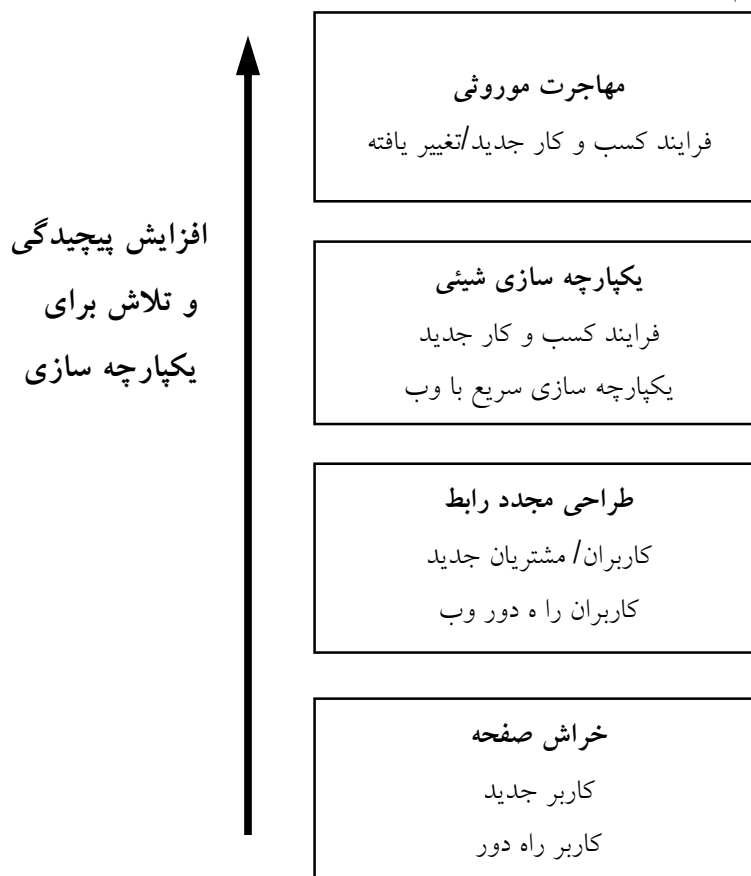 مهاجرت موروثی
فرایند کسب و کار جدید/تغییر یافته
افزایش پیچیدگی
و تلاش برای
یکپارچه سازی
یکپارچه سازی شیئی
فرایند کسب و کار جدید
یکپارچه سازی سریع با وب
طراحی مجدد رابط
کاربران/ مشتریان جدید
کاربران را ه دور وب
خراش صفحه
کاربر جدید
کاربر راه دور